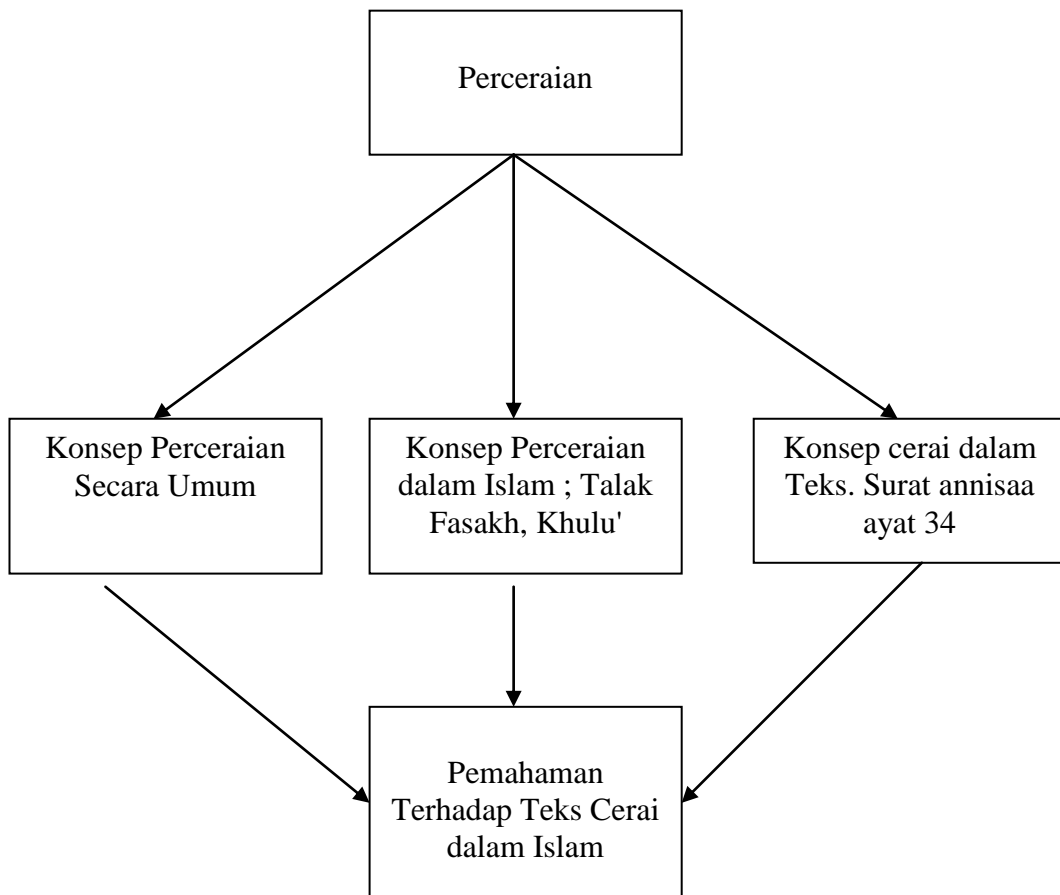 Perceraian
Konsep Perceraian
Secara Umum
Konsep Perceraian
dalam Islam ; Talak
Fasakh, Khulu'
Konsep cerai dalam
Teks. Surat annisaa
ayat 34
Pemahaman
Terhadap Teks Cerai
dalam Islam